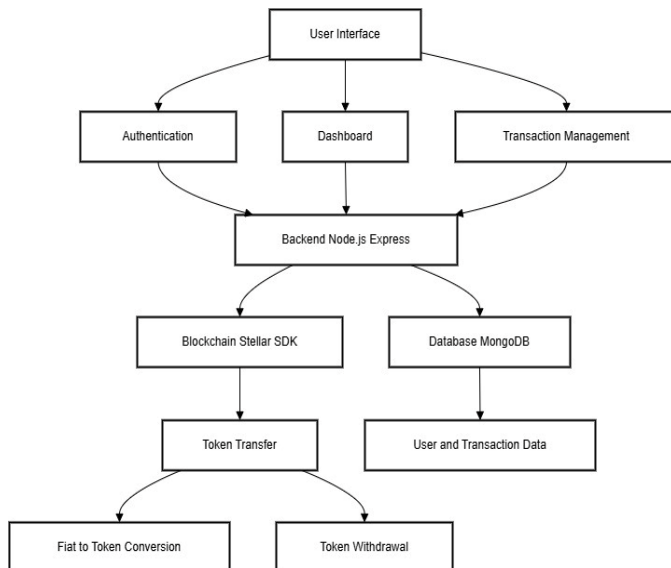 User Interface
Authentication
Dashboard
Transaction Management
Backend Node.js Express
Blockchain Stellar SDK
Database MongoDB
Token Transfer
User and Transaction Data
Fiat to Token Conversion
Token Withdrawal